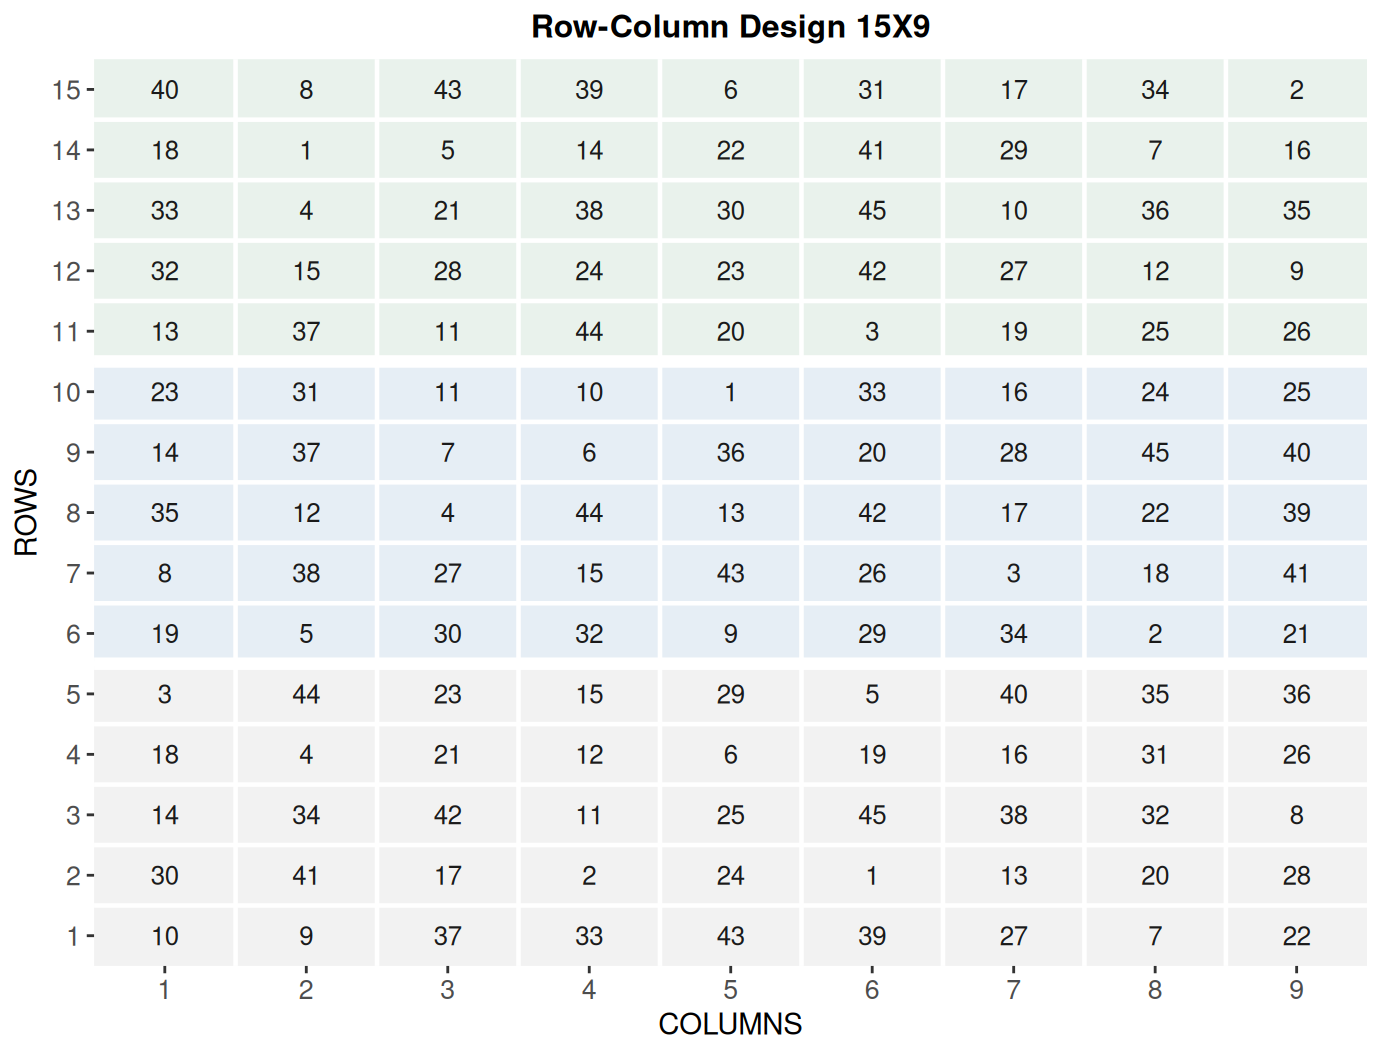 Row-Column Design 15X9
15 40 8 43 39 6 31 17 34 2
14 18 1 5 14 22 41 29 7 16
13 33 4 21 38 30 45 10 36 35
12 32 15 28 24 23 42 27 12 9
11 13 37 11 44 20 3 19 25 26
10 23 31 11 10 1 33 16 24 25
9 14 37 7 6 36 20 28 45 40
8 35 12 4 44 13 42 17 22 39
7 8 38 27 15 43 26 3 18 41
6 19 5 30 32 9 29 34 2 21
5 3 44 23 15 29 5 40 35 36
4 18 4 21 12 6 19 16 31 26
3 14 34 42 11 25 45 38 32 8
2 30 41 17 2 24 1 13 20 28
1 10 9 37 33 43 39 27 7 22
1 2 3 4 5 6 7 8 9
COLUMNS
ROWS